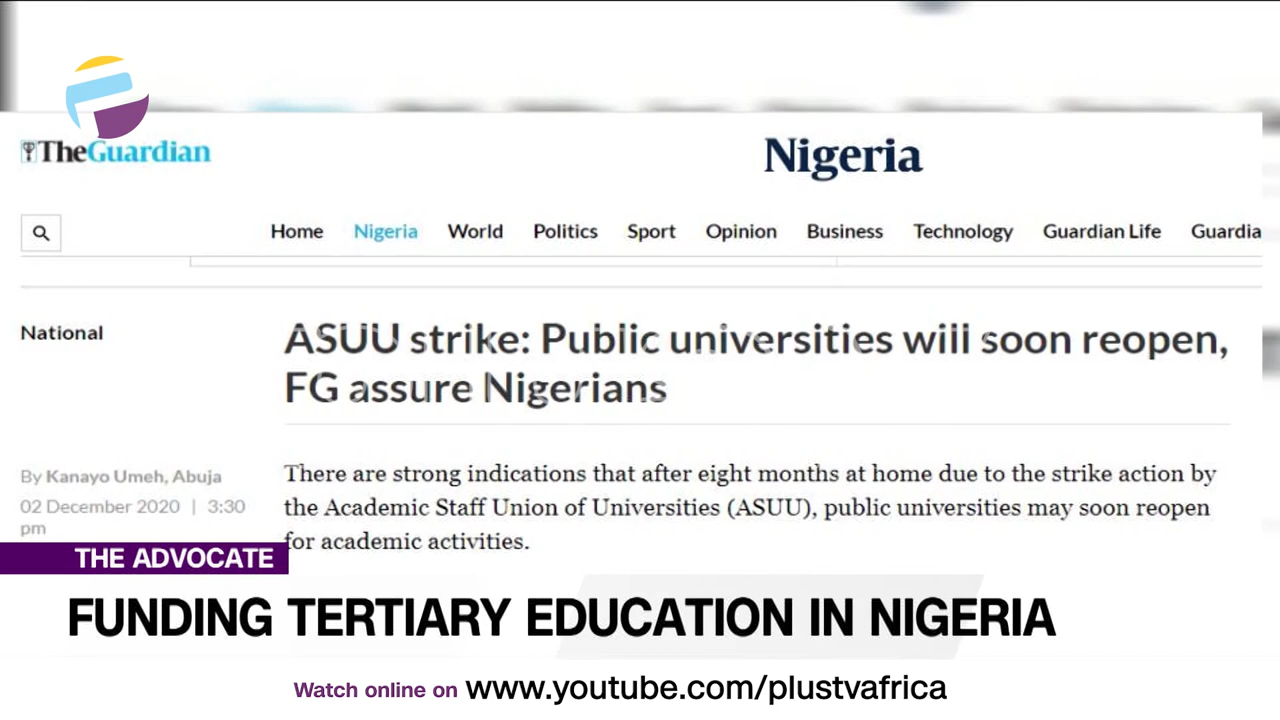 TheGuardian
Nigeria
Home Nigeria World Politics Sport Opinion Business Technology Guardian Life Guardia
National
ASUU strike: Public universities will soon reopen,
FG assure Nigerians
By Kanayo Umeh, Abuja
02 December 2020 | 3:30
pm
There are strong indications that after eight months at home due to the strike action by
the Academic Staff Union of Universities (ASUU), public universities may soon reopen
for academic activities.
THE ADVOCATE
FUNDING TERTIARY EDUCATION IN NIGERIA
Watch online on www.youtube.com/plustvafrica